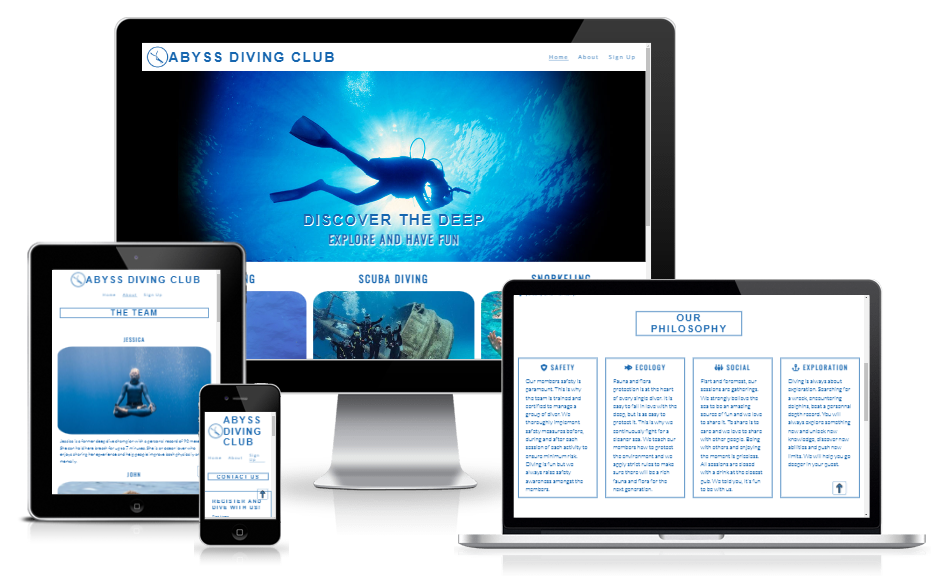 ABYSS DIVING CLUB
Home About Sign Up
DISCOVER THE DEEP
EXPLORE AND HAVE FUN
NG SCUBA DIVING SNORKELING
ABYSS DIVING CLUB
Home About Sign Up
THE TEAM
JESSICA
Jessica is a former deep dive champion with a personal record of 90
JOHN
ABYSS
DIVING
CLUB
Home About Sign
Up
CONTACT US
REGISTER AND
DIVE WITH US!
OUR
PHILOSOPHY
SAFETY
Our members safety is
paramount. This is why
the team is trained and
certified to manage a
group of diver. We
thoroughly implement
safety measures before,
during and after each
session of each activity to
ensure minimum risk.
Diving is fun but we
always raise safety
awareness amongst the
members.
ECOLOGY
Fauna and flora
protection is at the heart
of every single diver. It is
easy to fall in love with the
deep, but is as easy to
protect it. This is why we
continuously fight for a
cleaner sea. We teach our
members how to protect
the environment and we
apply strict rules to make
sure there will be a rich
fauna and flora for the
next generation.
SOCIAL
First and foremost, our
sessions are gatherings.
We strongly believe the
sea to be an amazing
source of fun and we love
to share it. To share is to
care and we love to share
with other people. Being
with others and enjoying
the moment is priceless.
All sessions are closed
with a drink at the closest
pub. We told you, it's fun
to be with us.
EXPLORATION
Diving is always about
exploration. Searching for
a wreck, encountering
dolphins, beat a personal
depth record. You will
always explore something
new and unlock new
knowledge, discover new
abilities and push new
limits. We will help you go
deeper in your quest.